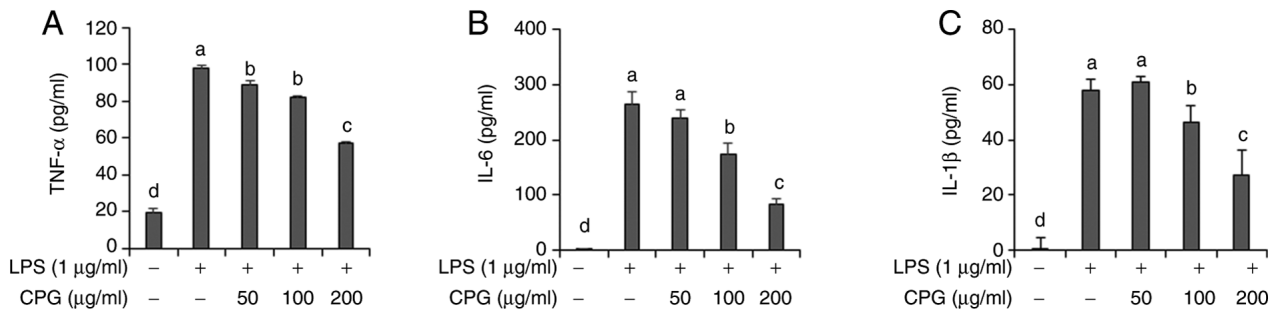 A
TNF-α (pg/ml)
120
100
80
60
40
20
0
d
a
b
b
c
LPS (1 μg/ml) – + + + +
CPG (μg/ml) – – 50 100 200
B
IL-6 (pg/ml)
400
300
200
100
0
d
a
a
b
c
LPS (1 μg/ml) – + + + +
CPG (μg/ml) – – 50 100 200
C
IL-1β (pg/ml)
80
60
40
20
0
d
a
a
b
c
LPS (1 μg/ml) – + + + +
CPG (μg/ml) – – 50 100 200